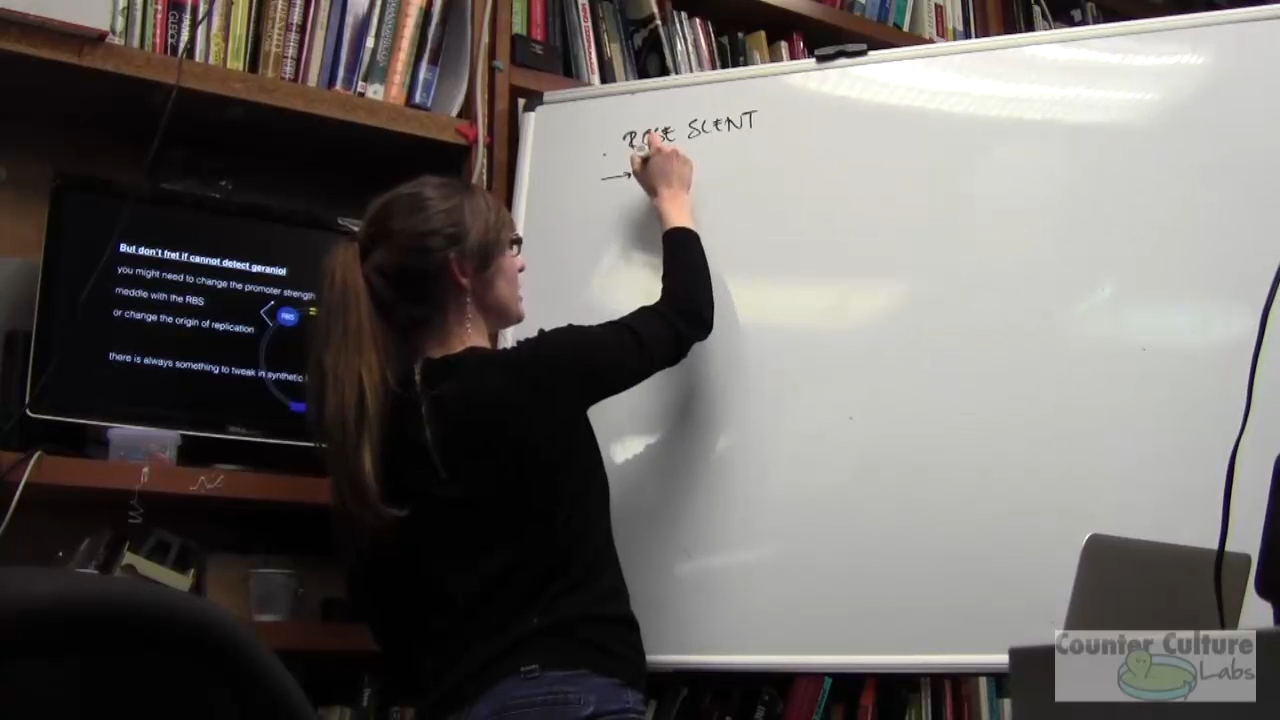 ROSE SCENT
But don't fret if cannot detect geraniol
you might need to change the promoter strength
meddle with the RBS
or change the origin of replication
there is always something to tweak in synthetic
RBS
DELL
Counter Culture
Labs